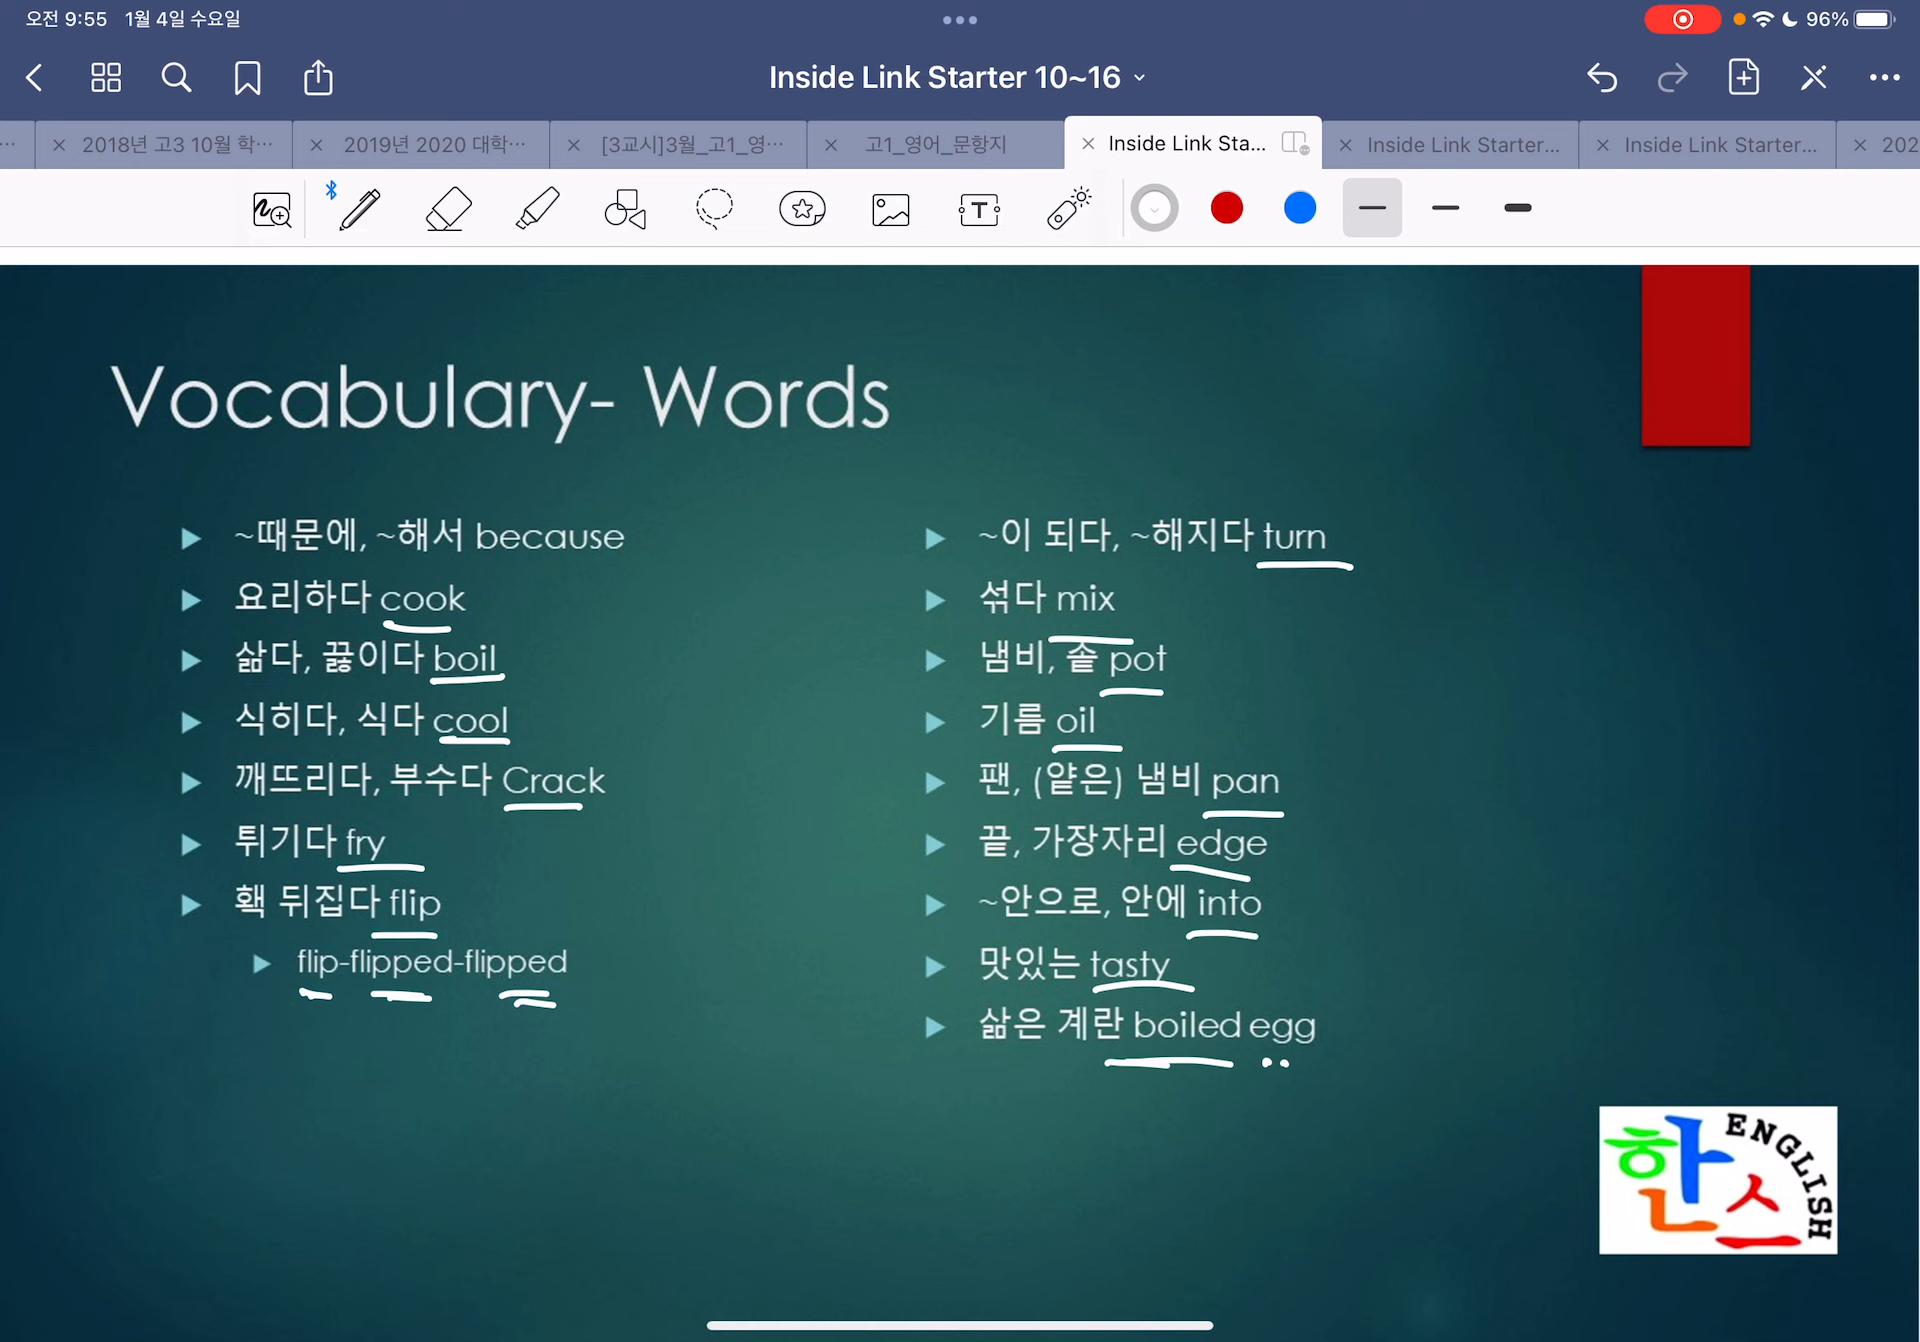 오전 9:55 1월 4일 수요일
96%
Inside Link Starter 10~16
2018년 고3 10월 학···
2019년 2020 대학···
[3교시]3월_고1_영···
고1_영어_문항지
Inside Link Sta...
Inside Link Starter...
Inside Link Starter...
202
Vocabulary- Words
~때문에, ~해서 because
요리하다 cook
삶다, 끓이다 boil
식히다, 식다 cool
깨뜨리다, 부수다 Crack
튀기다 fry
홱 뒤집다 flip
flip-flipped-flipped
~이 되다, ~해지다 turn
섞다 mix
냄비, 솥 pot
기름 oil
팬, (얕은) 냄비 pan
끝, 가장자리 edge
~안으로, 안에 into
맛있는 tasty
삶은 계란 boiled egg
한스 ENGLISH